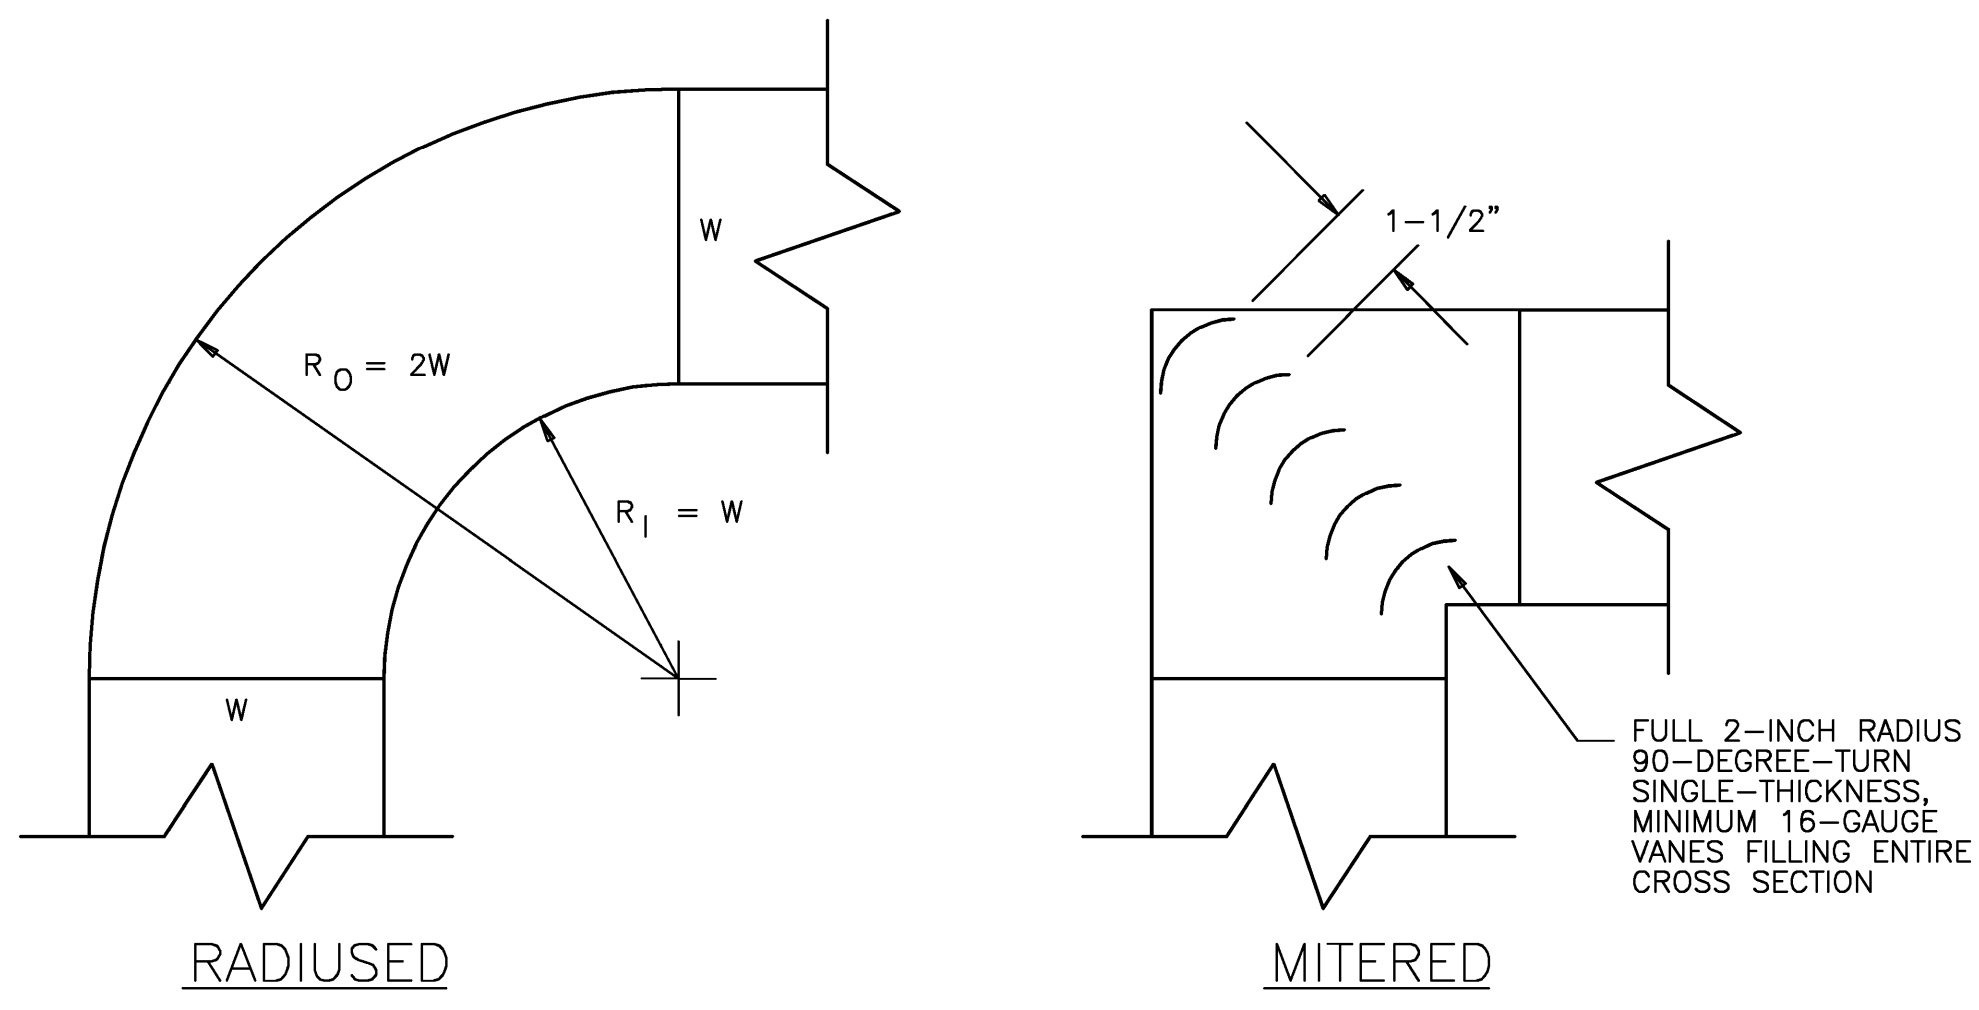 W
R O = 2W
R I = W
W
RADIUSED
1-1/2"
FULL 2-INCH RADIUS
90-DEGREE-TURN
SINGLE-THICKNESS,
MINIMUM 16-GAUGE
VANES FILLING ENTIRE
CROSS SECTION
MITERED